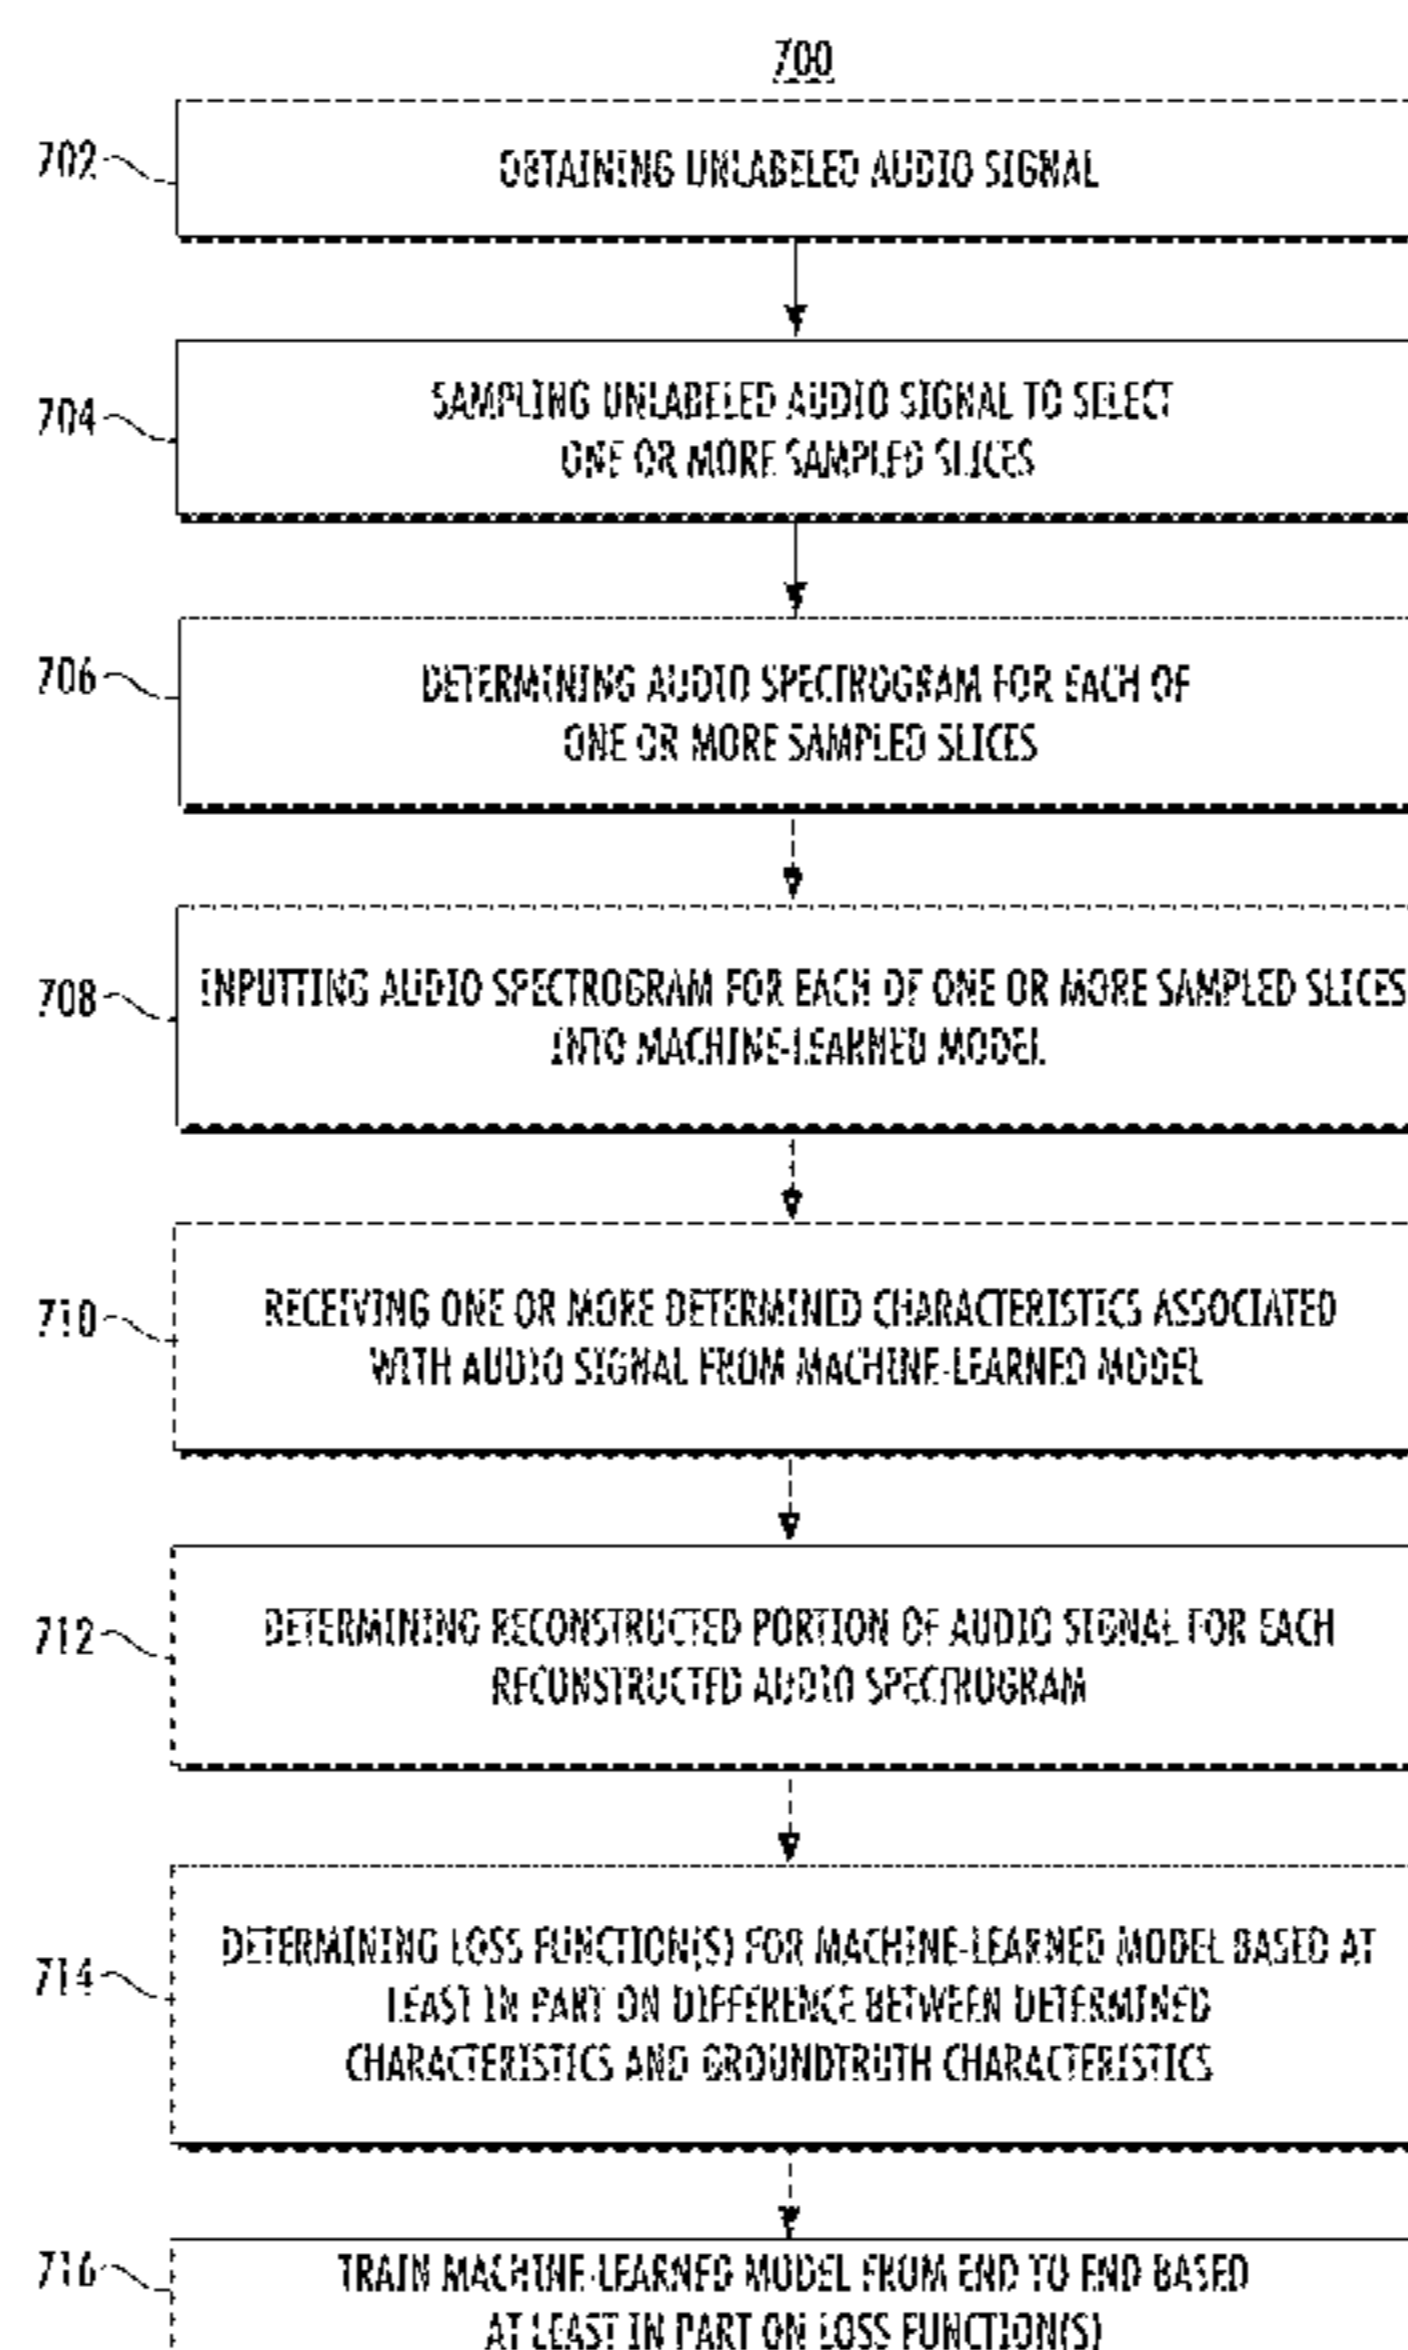 700
702
OBTAINING UNLABELED AUDIO SIGNAL
704
SAMPLING UNLABELED AUDIO SIGNAL TO SELECT
ONE OR MORE SAMPLED SLICES
706
DETERMINING AUDIO SPECTROGRAM FOR EACH OF
ONE OR MORE SAMPLED SLICES
708
INPUTTING AUDIO SPECTROGRAM FOR EACH OF ONE OR MORE SAMPLED SLICES
INTO MACHINE-LEARNED MODEL
710
RECEIVING ONE OR MORE DETERMINED CHARACTERISTICS ASSOCIATED
WITH AUDIO SIGNAL FROM MACHINE-LEARNED MODEL
712
DETERMINING RECONSTRUCTED PORTION OF AUDIO SIGNAL FOR EACH
RECONSTRUCTED AUDIO SPECTROGRAM
714
DETERMINING LOSS FUNCTION(S) FOR MACHINE-LEARNED MODEL BASED AT
LEAST IN PART ON DIFFERENCE BETWEEN DETERMINED
CHARACTERISTICS AND GROUNDTRUTH CHARACTERISTICS
716
TRAIN MACHINE-LEARNED MODEL FROM END TO END BASED
AT LEAST IN PART ON LOSS FUNCTION(S)